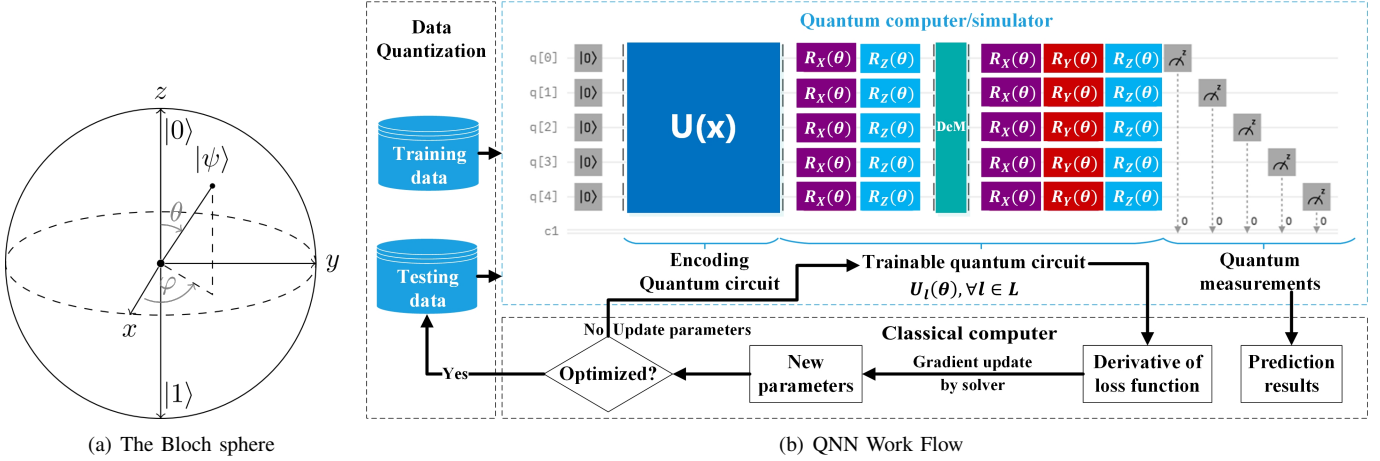 z
|0⟩
|ψ⟩
θ
y
φ
x
|1⟩
(a) The Bloch sphere
Data
Quantization
Training
data
Testing
data
Quantum computer/simulator
q[0] |0⟩ R_X(θ) R_Z(θ) R_X(θ) R_Y(θ) R_Z(θ) z
q[1] |0⟩ R_X(θ) R_Z(θ) R_X(θ) R_Y(θ) R_Z(θ) z
q[2] |0⟩ U(x) R_X(θ) R_Z(θ) DeM R_X(θ) R_Y(θ) R_Z(θ) z
q[3] |0⟩ R_X(θ) R_Z(θ) R_X(θ) R_Y(θ) R_Z(θ) z
q[4] |0⟩ R_X(θ) R_Z(θ) R_X(θ) R_Y(θ) R_Z(θ) z
c1 0 0 0 0 0
Encoding
Quantum circuit
Trainable quantum circuit
U_l(θ), ∀l ∈ L
Quantum
measurements
Classical computer
No Update parameters
Optimized?
Yes
New
parameters
Gradient update
by solver
Derivative of
loss function
Prediction
results
(b) QNN Work Flow